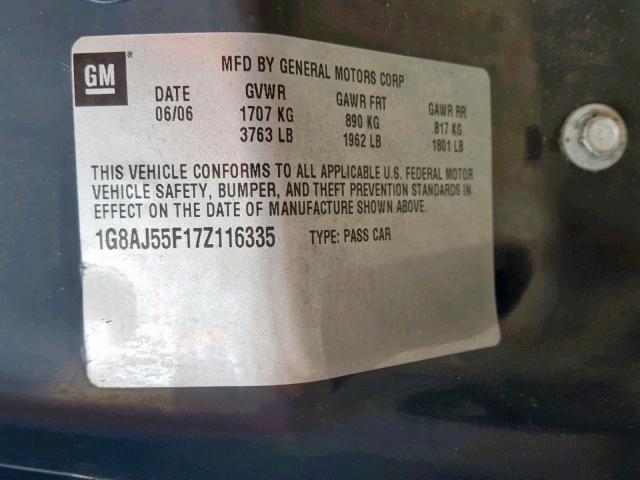 GM ®
MFD BY GENERAL MOTORS CORP
DATE GVWR GAWR FRT GAWR RR
06/06 1707 KG 890 KG 817 KG
3763 LB 1962 LB 1801 LB
THIS VEHICLE CONFORMS TO ALL APPLICABLE U.S. FEDERAL MOTOR
VEHICLE SAFETY, BUMPER, AND THEFT PREVENTION STANDARDS IN
EFFECT ON THE DATE OF MANUFACTURE SHOWN ABOVE.
1G8AJ55F17Z116335 TYPE: PASS CAR